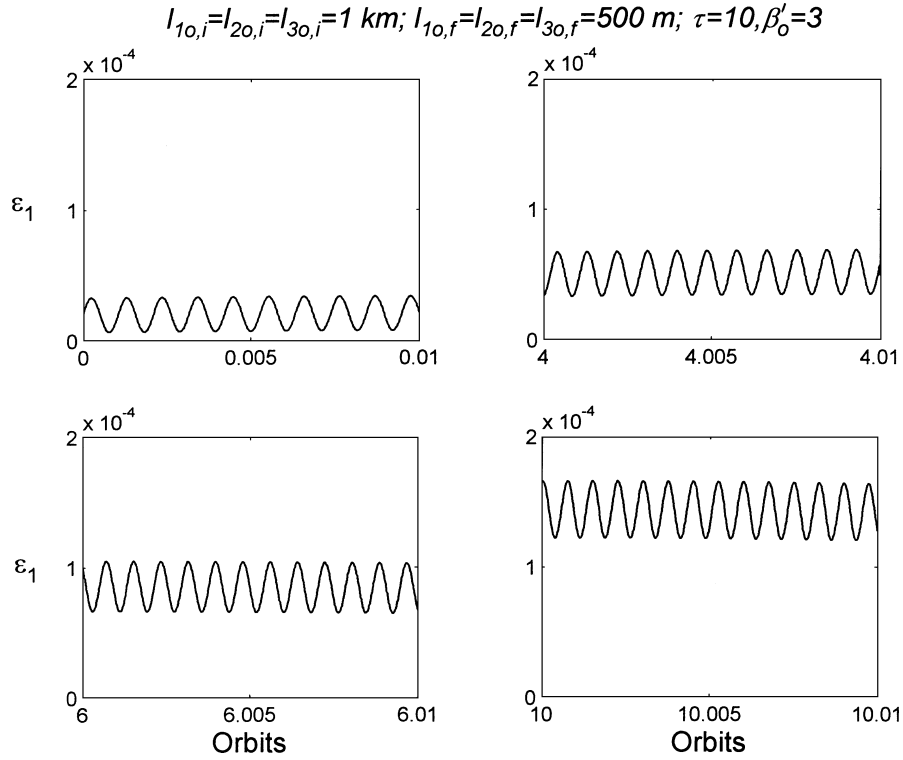 l1o,i=l2o,i=l3o,i=1 km; l1o,f=l2o,f=l3o,f=500 m; τ=10, β′o=3
x 10-4
2
1
0
ε1
0
0.005
0.01
x 10-4
2
1
0
4
4.005
4.01
x 10-4
2
1
0
ε1
6
6.005
6.01
Orbits
x 10-4
2
1
0
10
10.005
10.01
Orbits